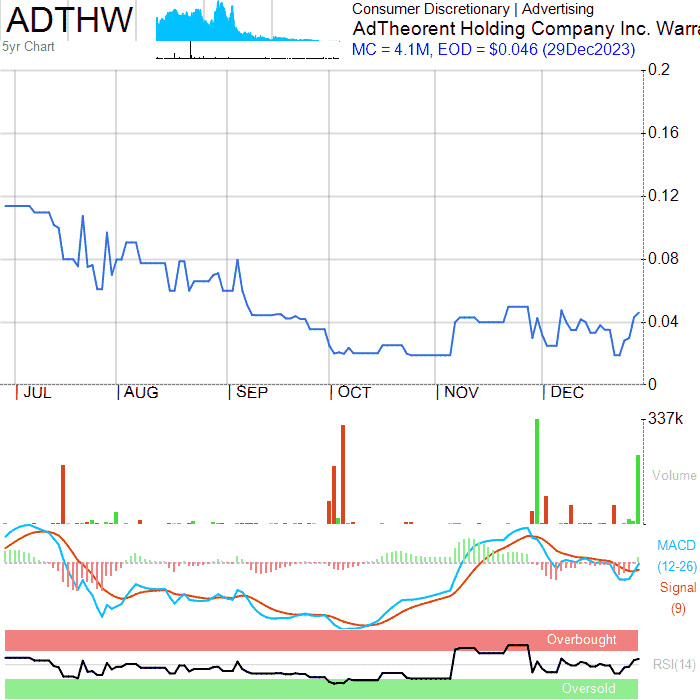 ADTHW
5yr Chart
Consumer Discretionary | Advertising
AdTheorent Holding Company Inc. Warra
MC = 4.1M, EOD = $0.046 (29Dec2023)
0.2
0.16
0.12
0.08
0.04
0
JUL AUG SEP OCT NOV DEC
337k
Volume
MACD
(12-26)
Signal
(9)
Overbought
RSI(14)
Oversold